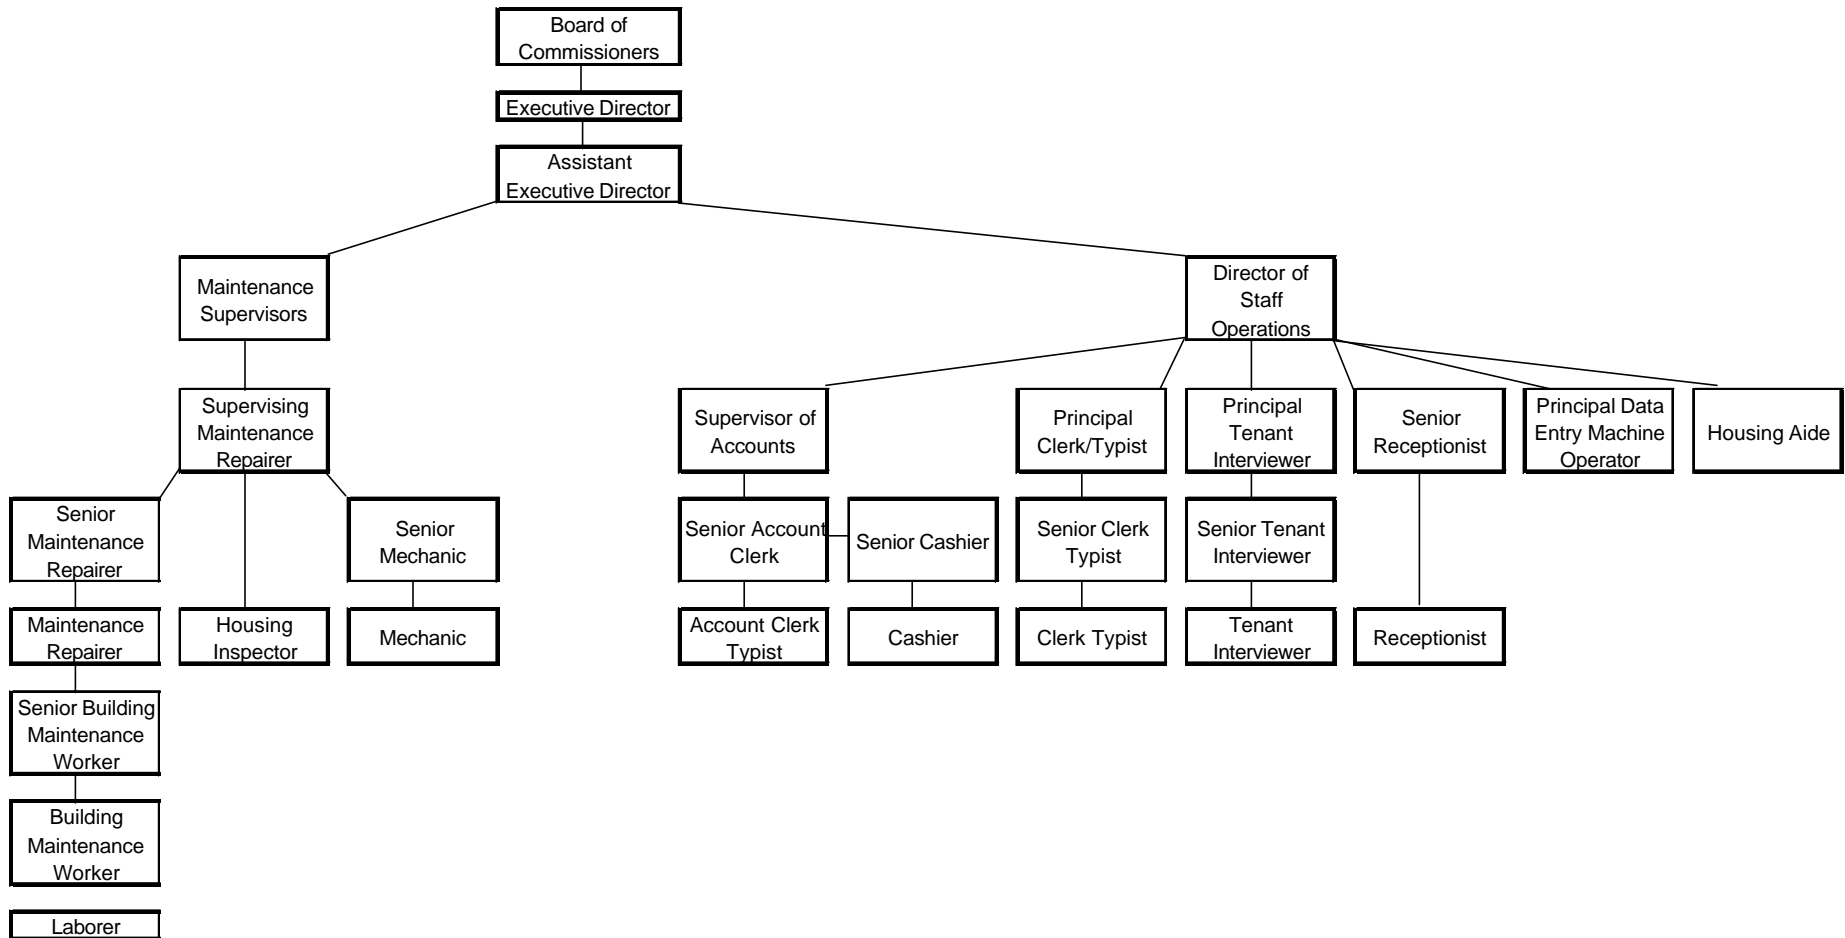 Board of
Commissioners
Executive Director
Assistant
Executive Director
Maintenance
Supervisors
Director of
Staff
Operations
Supervising
Maintenance
Repairer
Supervisor of
Accounts
Principal
Clerk/Typist
Principal
Tenant
Interviewer
Senior
Receptionist
Principal Data
Entry Machine
Operator
Housing Aide
Senior
Maintenance
Repairer
Senior
Mechanic
Senior Account
Clerk
Senior Cashier
Senior Clerk
Typist
Senior Tenant
Interviewer
Maintenance
Repairer
Housing
Inspector
Mechanic
Account Clerk
Typist
Cashier
Clerk Typist
Tenant
Interviewer
Receptionist
Senior Building
Maintenance
Worker
Building
Maintenance
Worker
Laborer